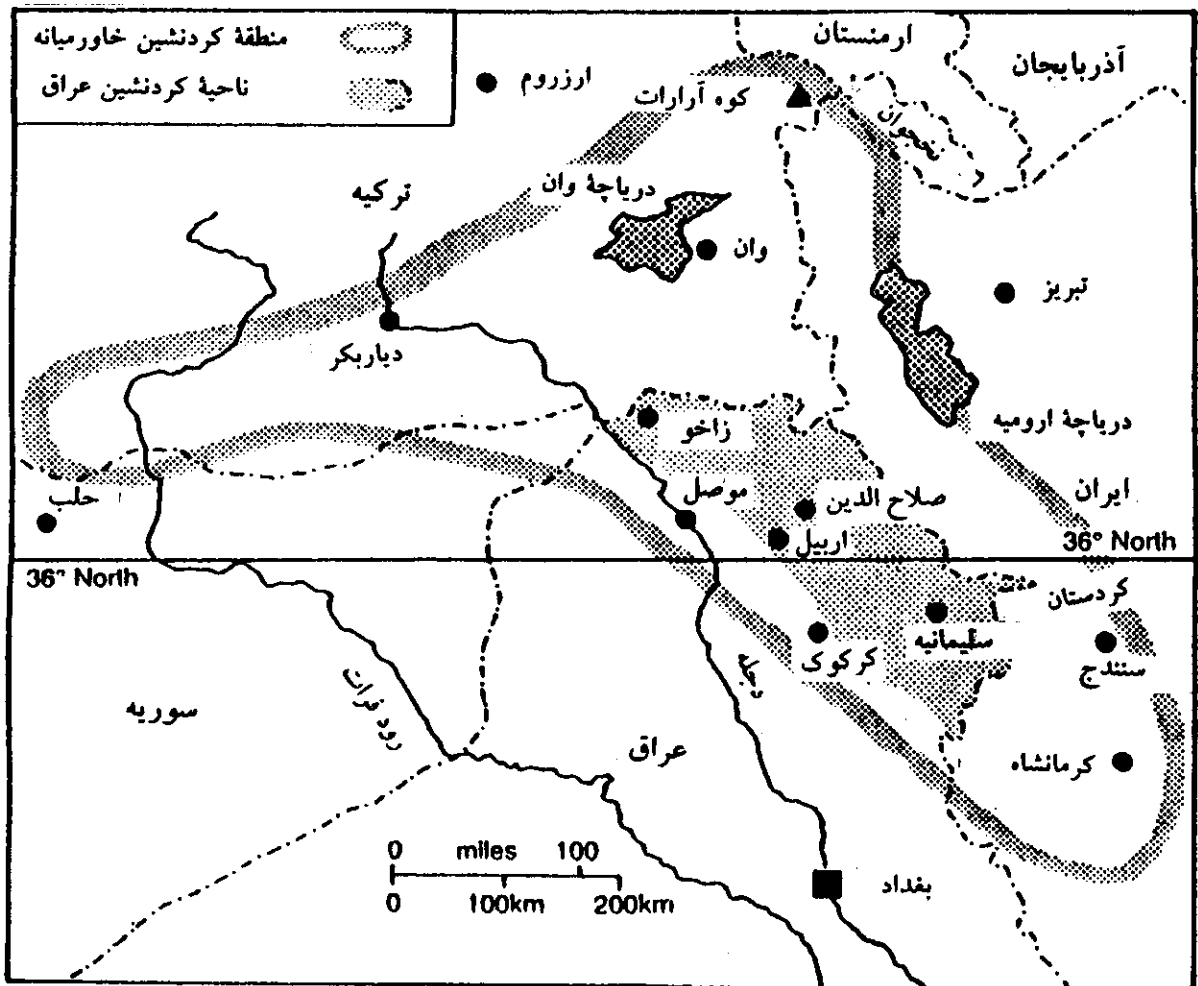 منطقهٔ کردنشین خاورمیانه
ناحیهٔ کردنشین عراق
ارزروم
ارمنستان
آذربایجان
کوه آرارات
نخجوان
ترکیه
دریاچهٔ وان
وان
تبریز
دیاربکر
دریاچهٔ ارومیه
زاخو
ایران
حلب
موصل
صلاح الدین
اربیل
36° North
36° North
کردستان
سلیمانیه
کرکوک
سنندج
دجله
سوریه
رود فرات
عراق
کرمانشاه
0 miles 100
0 100km 200km
بغداد